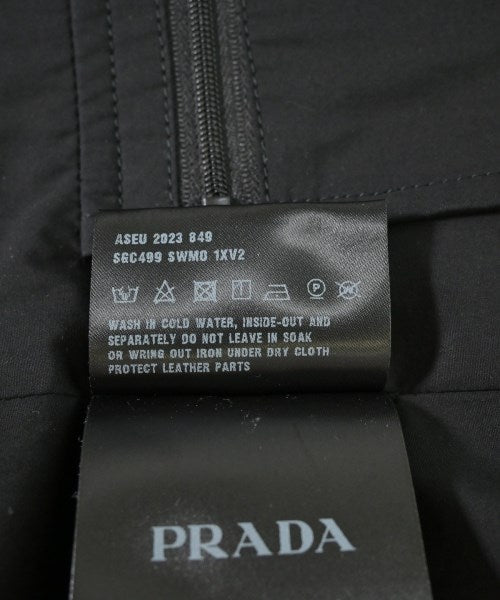 ASEU 2023 849
SGC499 SWMO 1XV2
P W
WASH IN COLD WATER, INSIDE-OUT AND
SEPARATELY DO NOT LEAVE IN SOAK
OR WRING OUT IRON UNDER DRY CLOTH
PROTECT LEATHER PARTS
PRADA